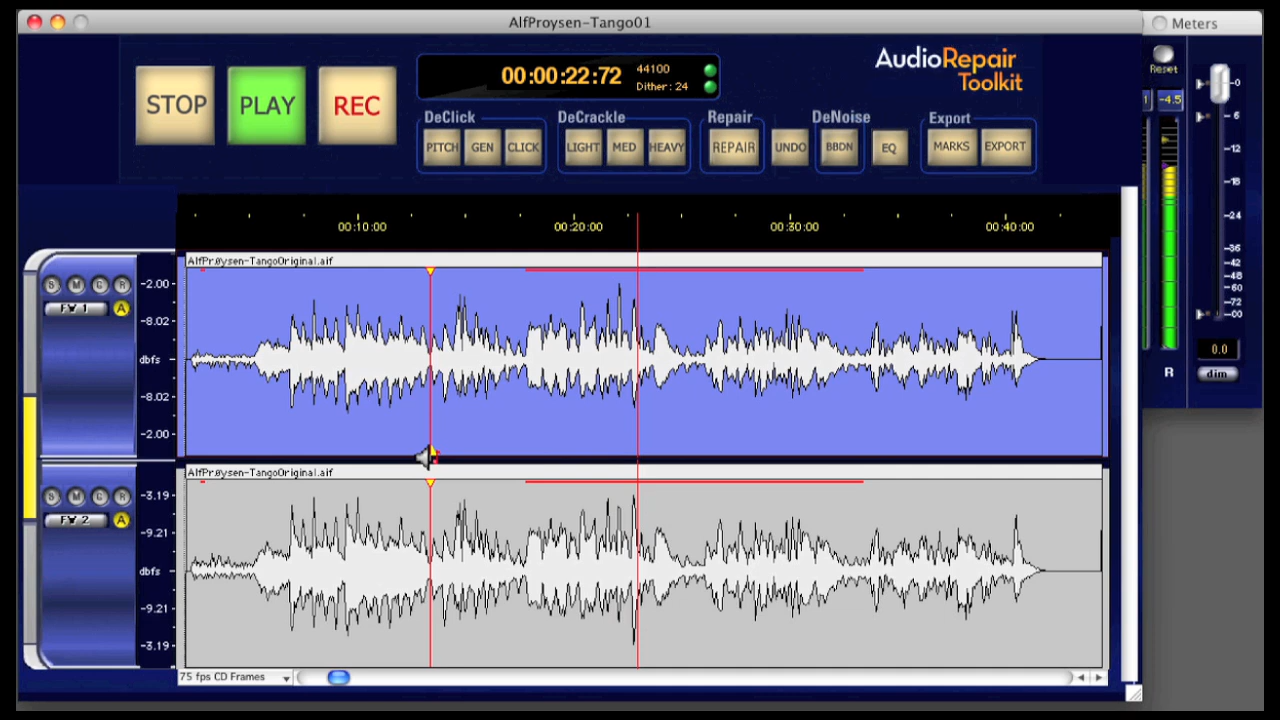 AlfProysen-Tango01
Meters
STOP
PLAY
REC
00:00:22:72
44100
Dither: 24
AudioRepair
Toolkit
DeClick
DeCrackle
Repair
DeNoise
Export
PITCH
GEN
CLICK
LIGHT
MED
HEAVY
REPAIR
UNDO
BBDN
EQ
MARKS
EXPORT
Reset
-4.5
-0
-6
-12
-18
-24
-36
-42
-48
-60
-72
-00
0.0
R
dim
00:10:00
00:20:00
00:30:00
00:40:00
AlfPrøysen-TangoOriginal.aif
S M C R
FW 1
A
-2.00
-8.02
dbfs
-8.02
-2.00
AlfPrøysen-TangoOriginal.aif
S M C R
FW 2
A
-3.19
-9.21
dbfs
-9.21
-3.19
75 fps CD Frames